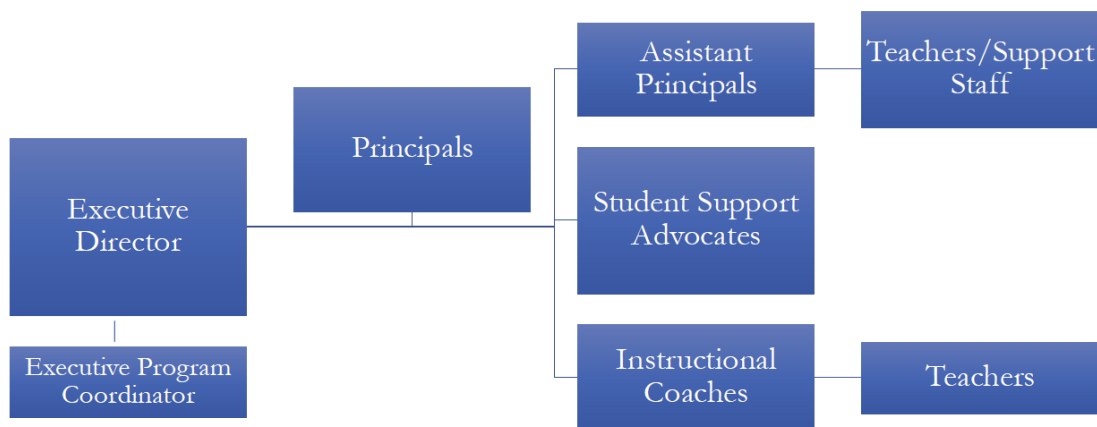 Executive
Director
Executive Program
Coordinator
Principals
Assistant
Principals
Teachers/Support
Staff
Student Support
Advocates
Instructional
Coaches
Teachers